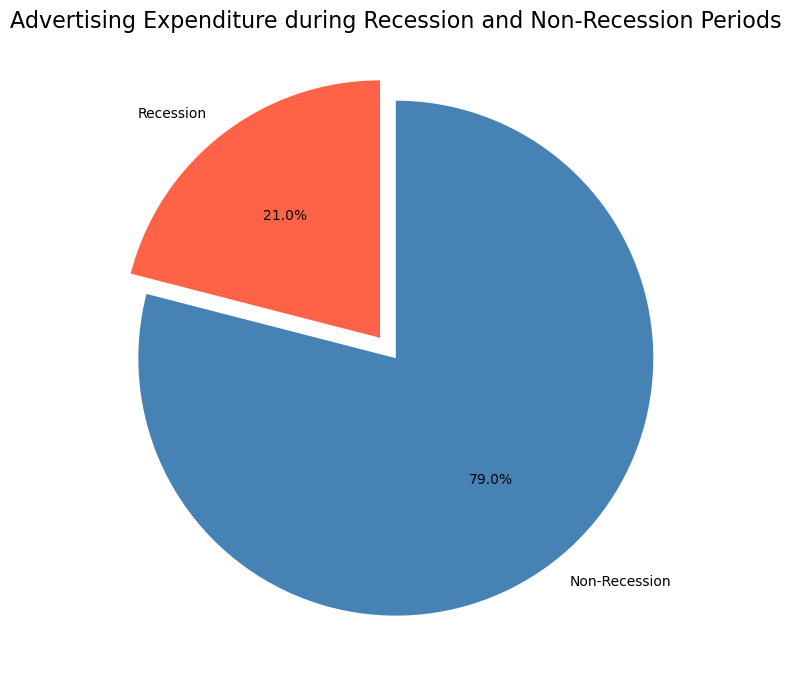 Advertising Expenditure during Recession and Non-Recession Periods
Recession
21.0%
79.0%
Non-Recession